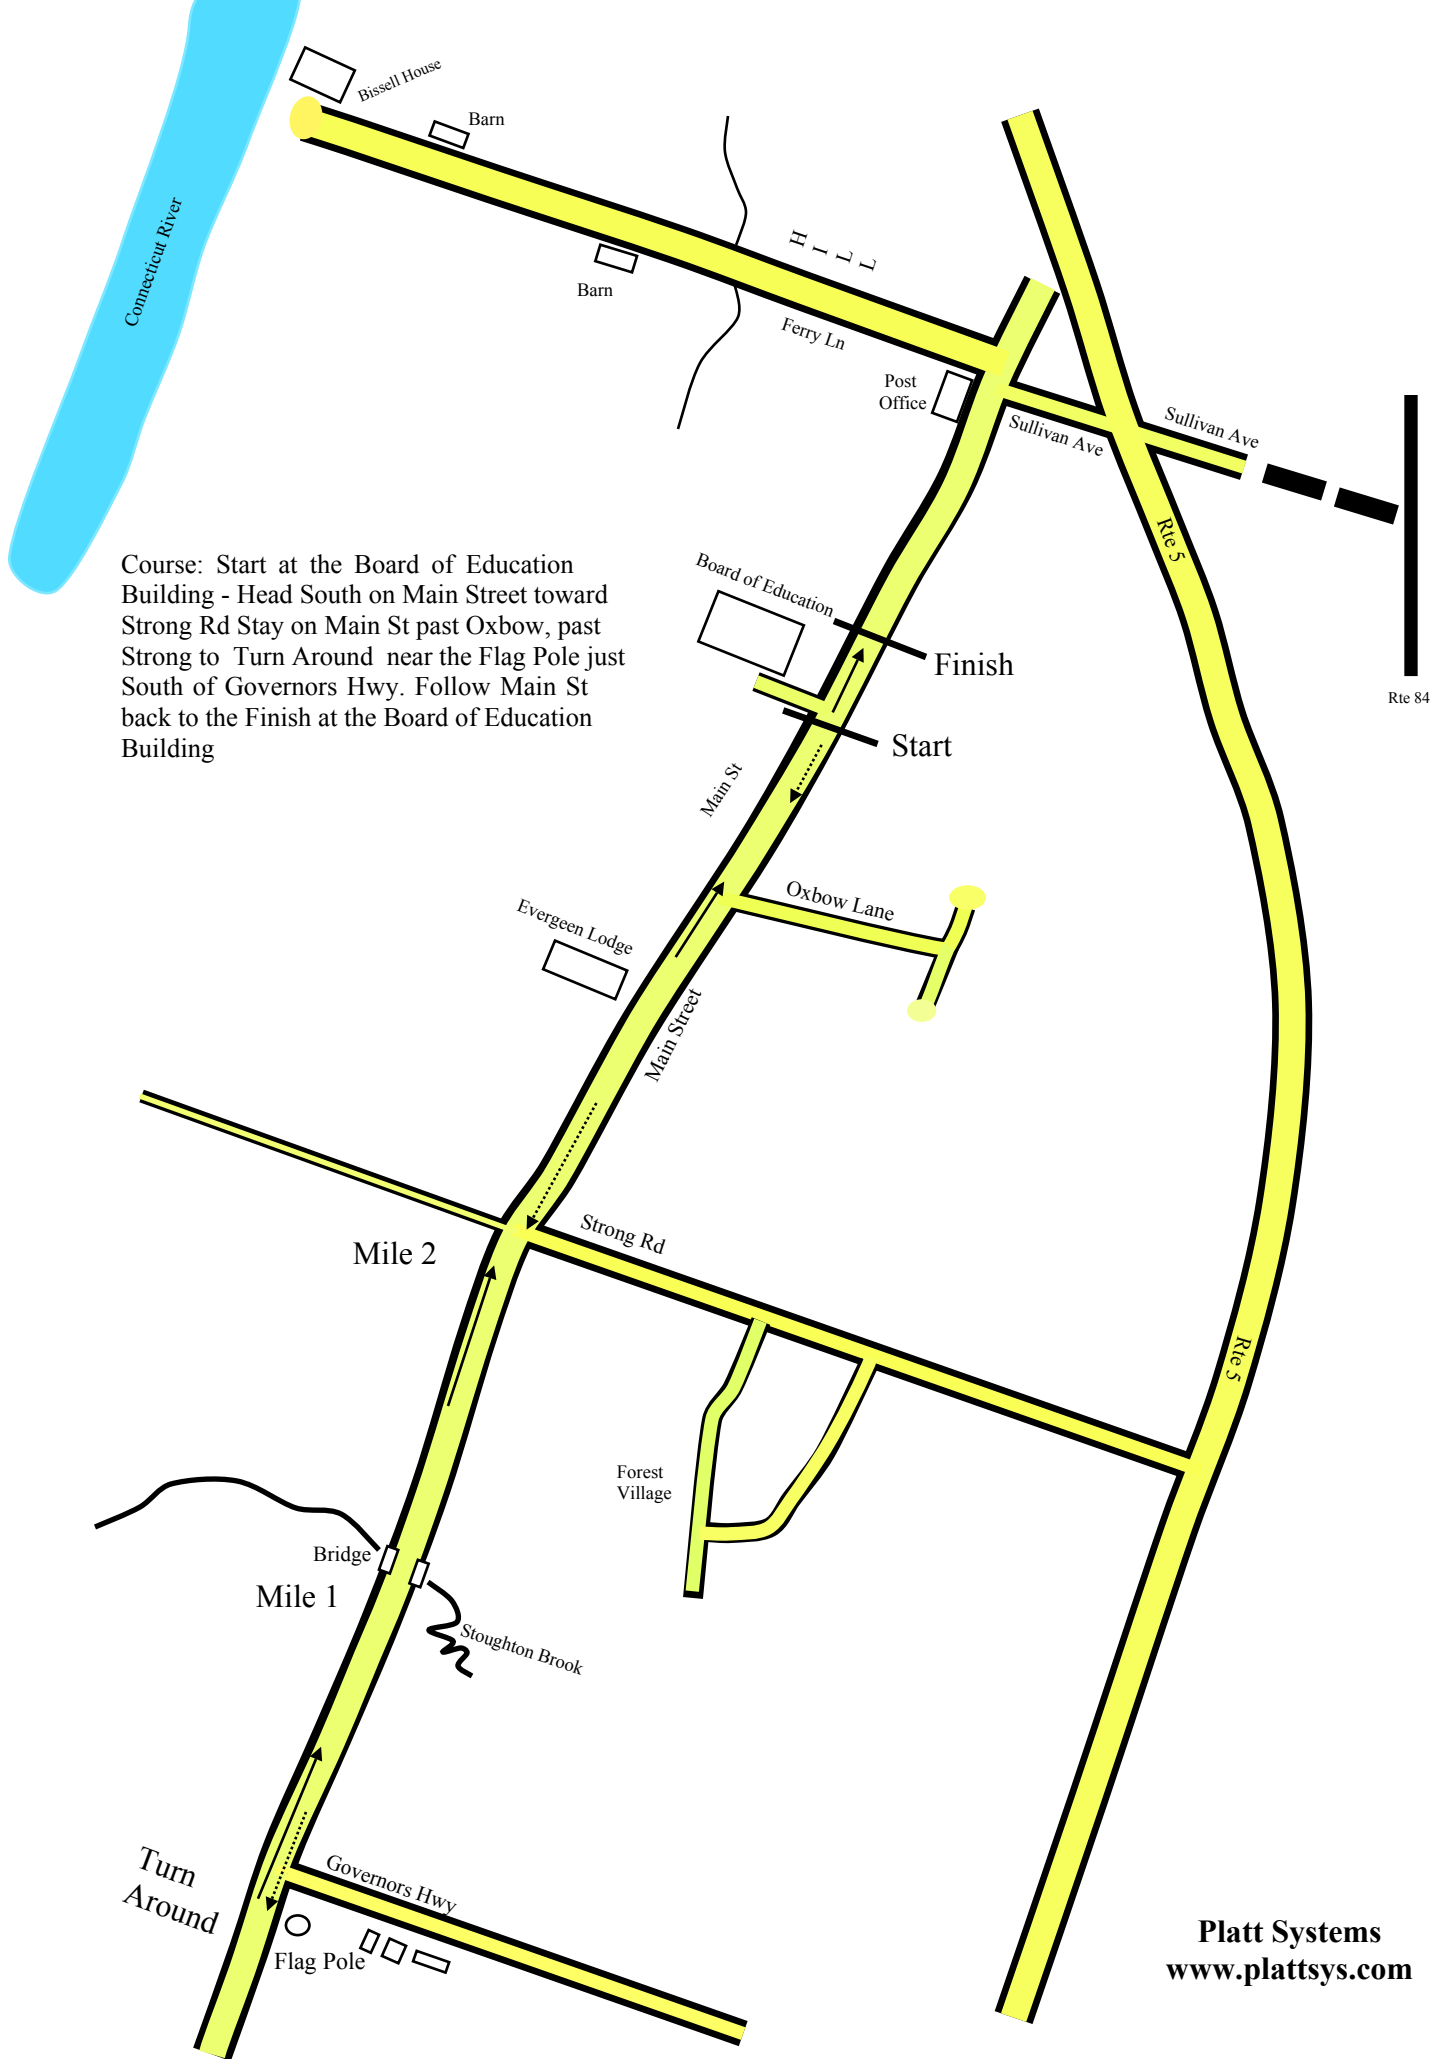 Bissell House
Barn
Connecticut River
H
I
L
L
Barn
Ferry Ln
Post
Office
Sullivan Ave
Sullivan Ave
Rte 5
Course: Start at the Board of Education
Building - Head South on Main Street toward
Strong Rd Stay on Main St past Oxbow, past
Strong to Turn Around near the Flag Pole just
South of Governors Hwy. Follow Main St
back to the Finish at the Board of Education
Building
Board of Education
Finish
Rte 84
Start
Main St
Oxbow Lane
Evergeen Lodge
Main Street
Strong Rd
Mile 2
Rte 5
Forest
Village
Bridge
Mile 1
Stoughton Brook
Turn
Around
Governors Hwy
Flag Pole
Platt Systems
www.plattsys.com